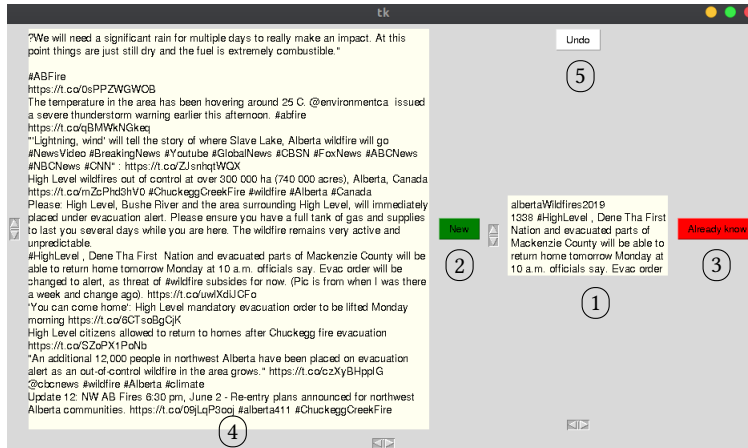 tk
?We will need a significant rain for multiple days to really make an impact. At this
point things are just still dry and the fuel is extremely combustible."
#ABFire
https://t.co/0sPPZWGWOB
The temperature in the area has been hovering around 25 C. @environmentca issued
a severe thunderstorm warning earlier this afternoon. #abfire
https://t.co/qBMWkNGkeq
"'Lightning, wind' will tell the story of where Slave Lake, Alberta wildfire will go
#NewsVideo #BreakingNews #Youtube #GlobalNews #CBSN #FoxNews #ABCNews
#NBCNews #CNN" : https://t.co/ZJsnhqtWQX
High Level wildfires out of control at over 300 000 ha (740 000 acres), Alberta, Canada
https://t.co/mZcPhd3hV0 #ChuckeggCreekFire #wildfire #Alberta #Canada
Please: High Level, Bushe River and the area surrounding High Level, will immediately
placed under evacuation alert. Please ensure you have a full tank of gas and supplies
to last you several days while you are here. The wildfire remains very active and
unpredictable.
#HighLevel , Dene Tha First Nation and evacuated parts of Mackenzie County will be
able to return home tomorrow Monday at 10 a.m. officials say. Evac order will be
changed to alert, as threat of #wildfire subsides for now. (Pic is from when I was there
a week and change ago). https://t.co/uwlXdiJCFo
'You can come home': High Level mandatory evacuation order to be lifted Monday
morning https://t.co/6CTsoBgCjK
High Level citizens allowed to return to homes after Chuckegg fire evacuation
https://t.co/SZoPX1PoNb
"An additional 12,000 people in northwest Alberta have been placed on evacuation
alert as an out-of-control wildfire in the area grows." https://t.co/czXyBHppIG
@cbcnews #wildfire #Alberta #climate
Update 12: NW AB Fires 6:30 pm, June 2 - Re-entry plans announced for northwest
Alberta communities. https://t.co/09jLqP3ooj #alberta411 #ChuckeggCreekFire
4
New
2
albertaWildfires2019
1338 #HighLevel , Dene Tha First
Nation and evacuated parts of
Mackenzie County will be able to
return home tomorrow Monday at
10 a.m. officials say. Evac order
1
Already know
3
Undo
5